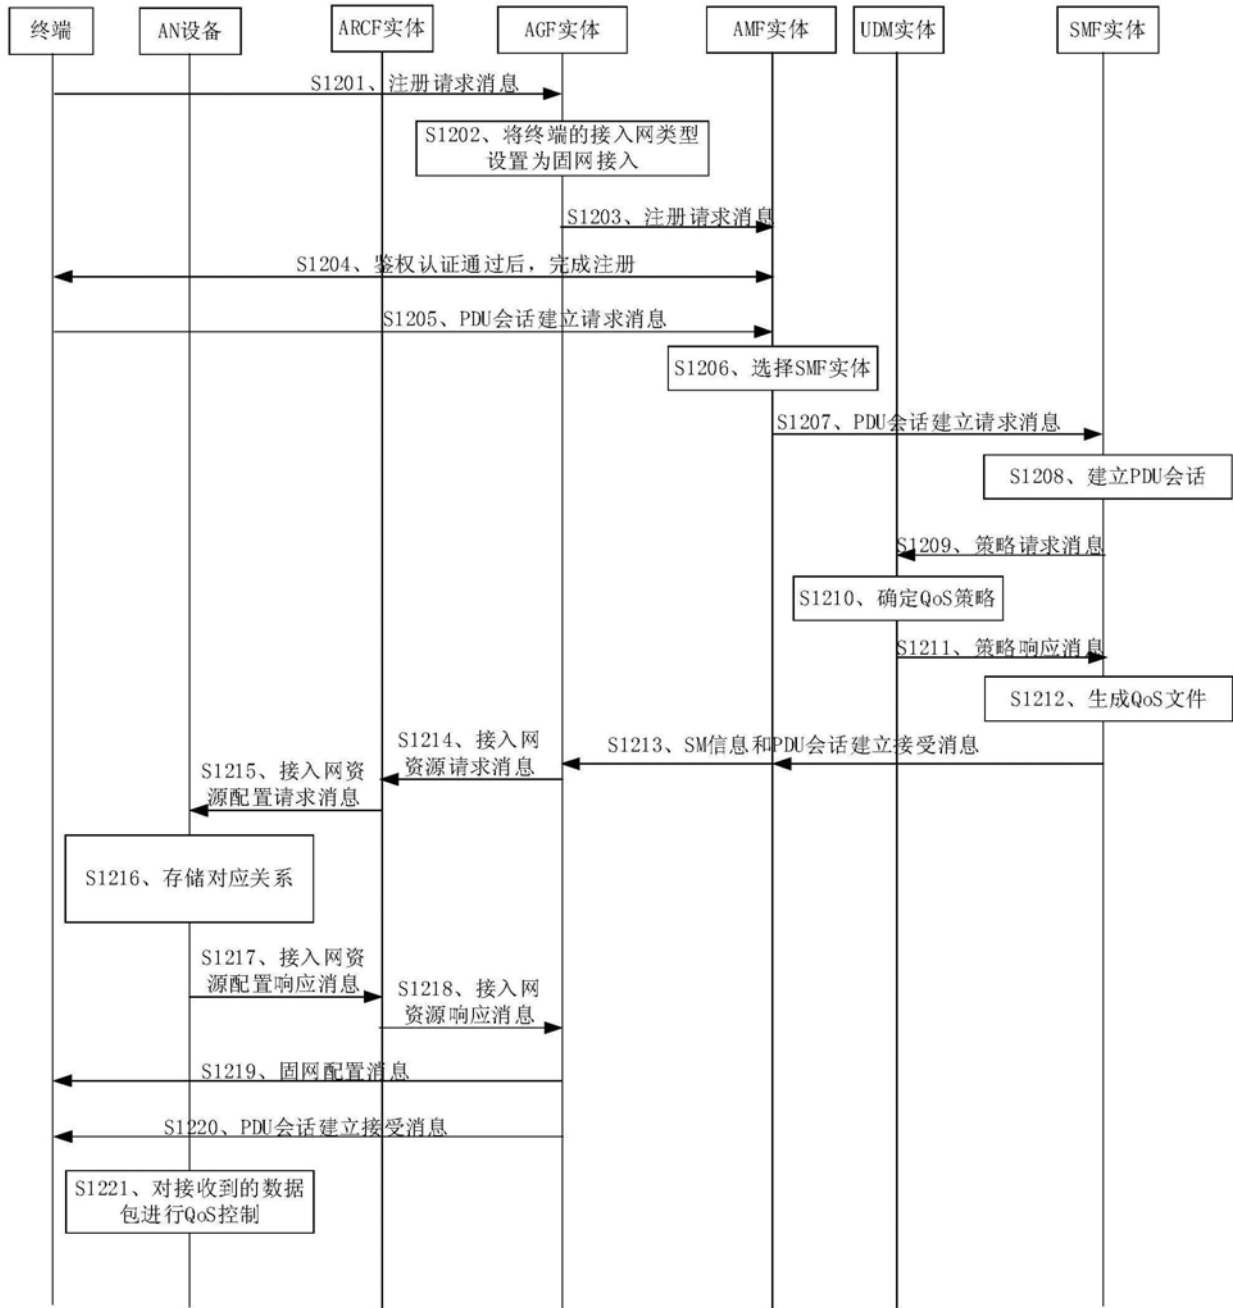 终端
AN设备
ARCF实体
AGF实体
AMF实体
UDM实体
SMF实体
S1201、注册请求消息
S1202、将终端的接入网类型
设置为固网接入
S1203、注册请求消息
S1204、鉴权认证通过后，完成注册
S1205、PDU会话建立请求消息
S1206、选择SMF实体
S1207、PDU会话建立请求消息
S1208、建立PDU会话
S1209、策略请求消息
S1210、确定QoS策略
S1211、策略响应消息
S1212、生成QoS文件
S1213、SM信息和PDU会话建立接受消息
S1214、接入网
资源请求消息
S1215、接入网资
源配置请求消息
S1216、存储对应关系
S1217、接入网资
源配置响应消息
S1218、接入网
资源响应消息
S1219、固网配置消息
S1220、PDU会话建立接受消息
S1221、对接收到的数据
包进行QoS控制